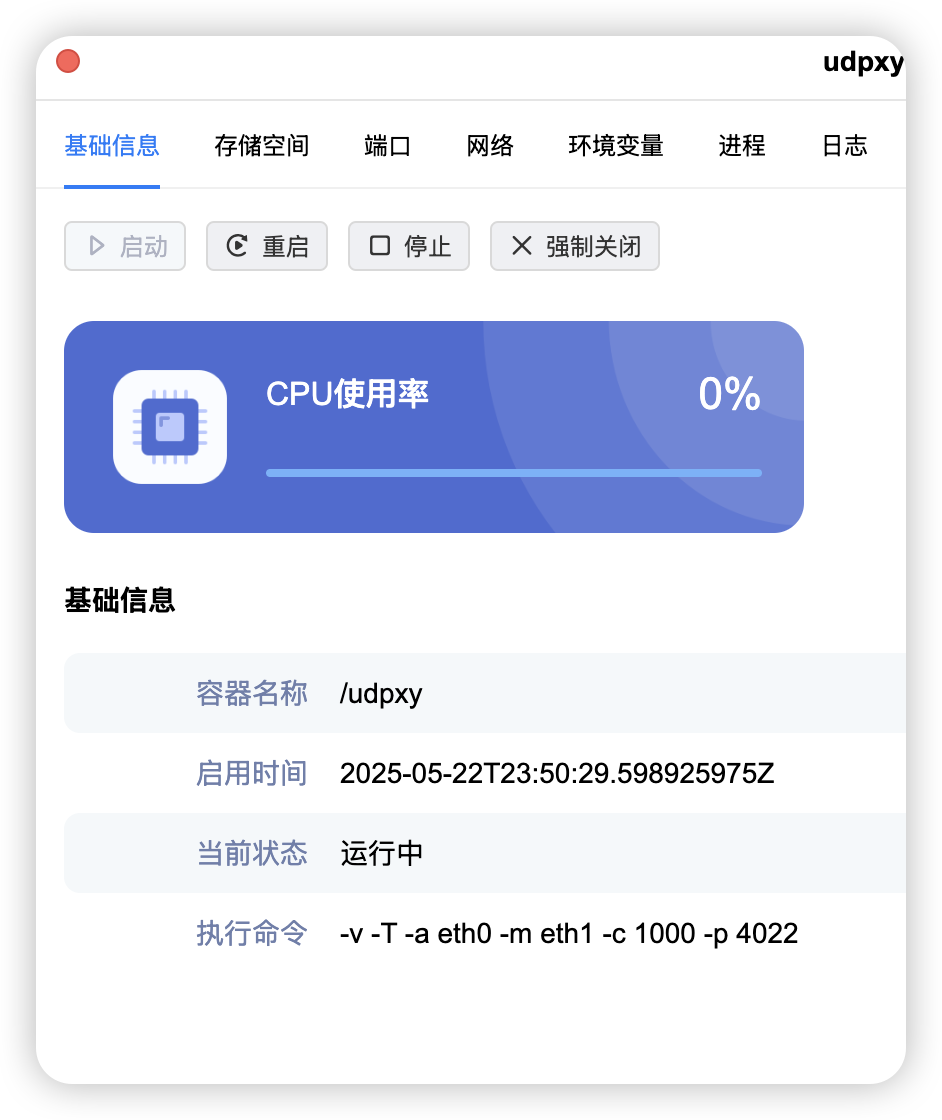 udpxy
基础信息 存储空间 端口 网络 环境变量 进程 日志
启动 重启 停止 强制关闭
CPU使用率 0%
基础信息
容器名称 /udpxy
启用时间 2025-05-22T23:50:29.598925975Z
当前状态 运行中
执行命令 -v -T -a eth0 -m eth1 -c 1000 -p 4022